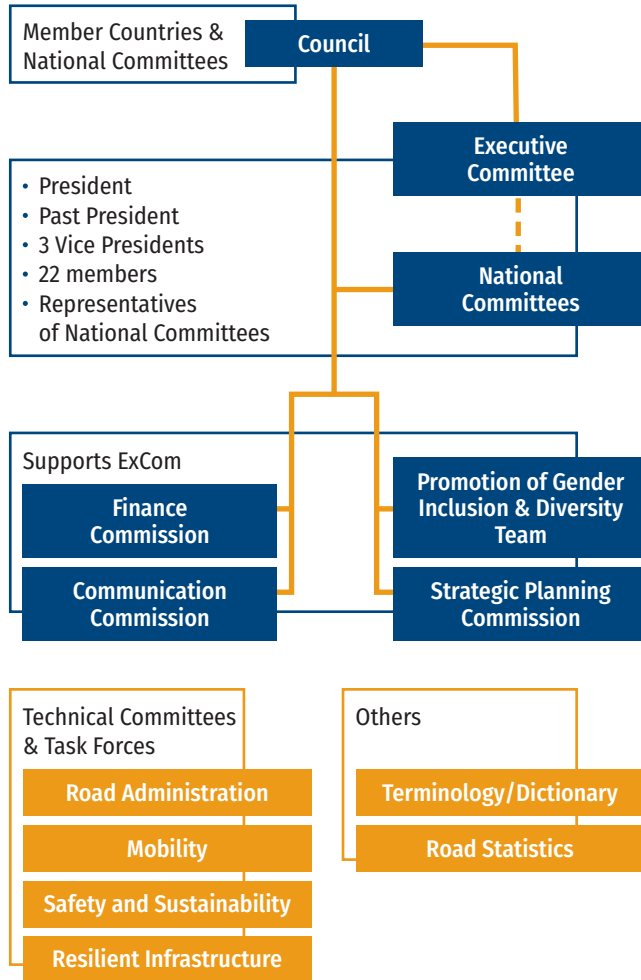 Member Countries &
National Committees
Council
Executive
Committee
• President
• Past President
• 3 Vice Presidents
• 22 members
• Representatives
of National Committees
National
Committees
Supports ExCom
Finance
Commission
Promotion of Gender
Inclusion & Diversity
Team
Communication
Commission
Strategic Planning
Commission
Technical Committees
& Task Forces
Road Administration
Mobility
Safety and Sustainability
Resilient Infrastructure
Others
Terminology/Dictionary
Road Statistics